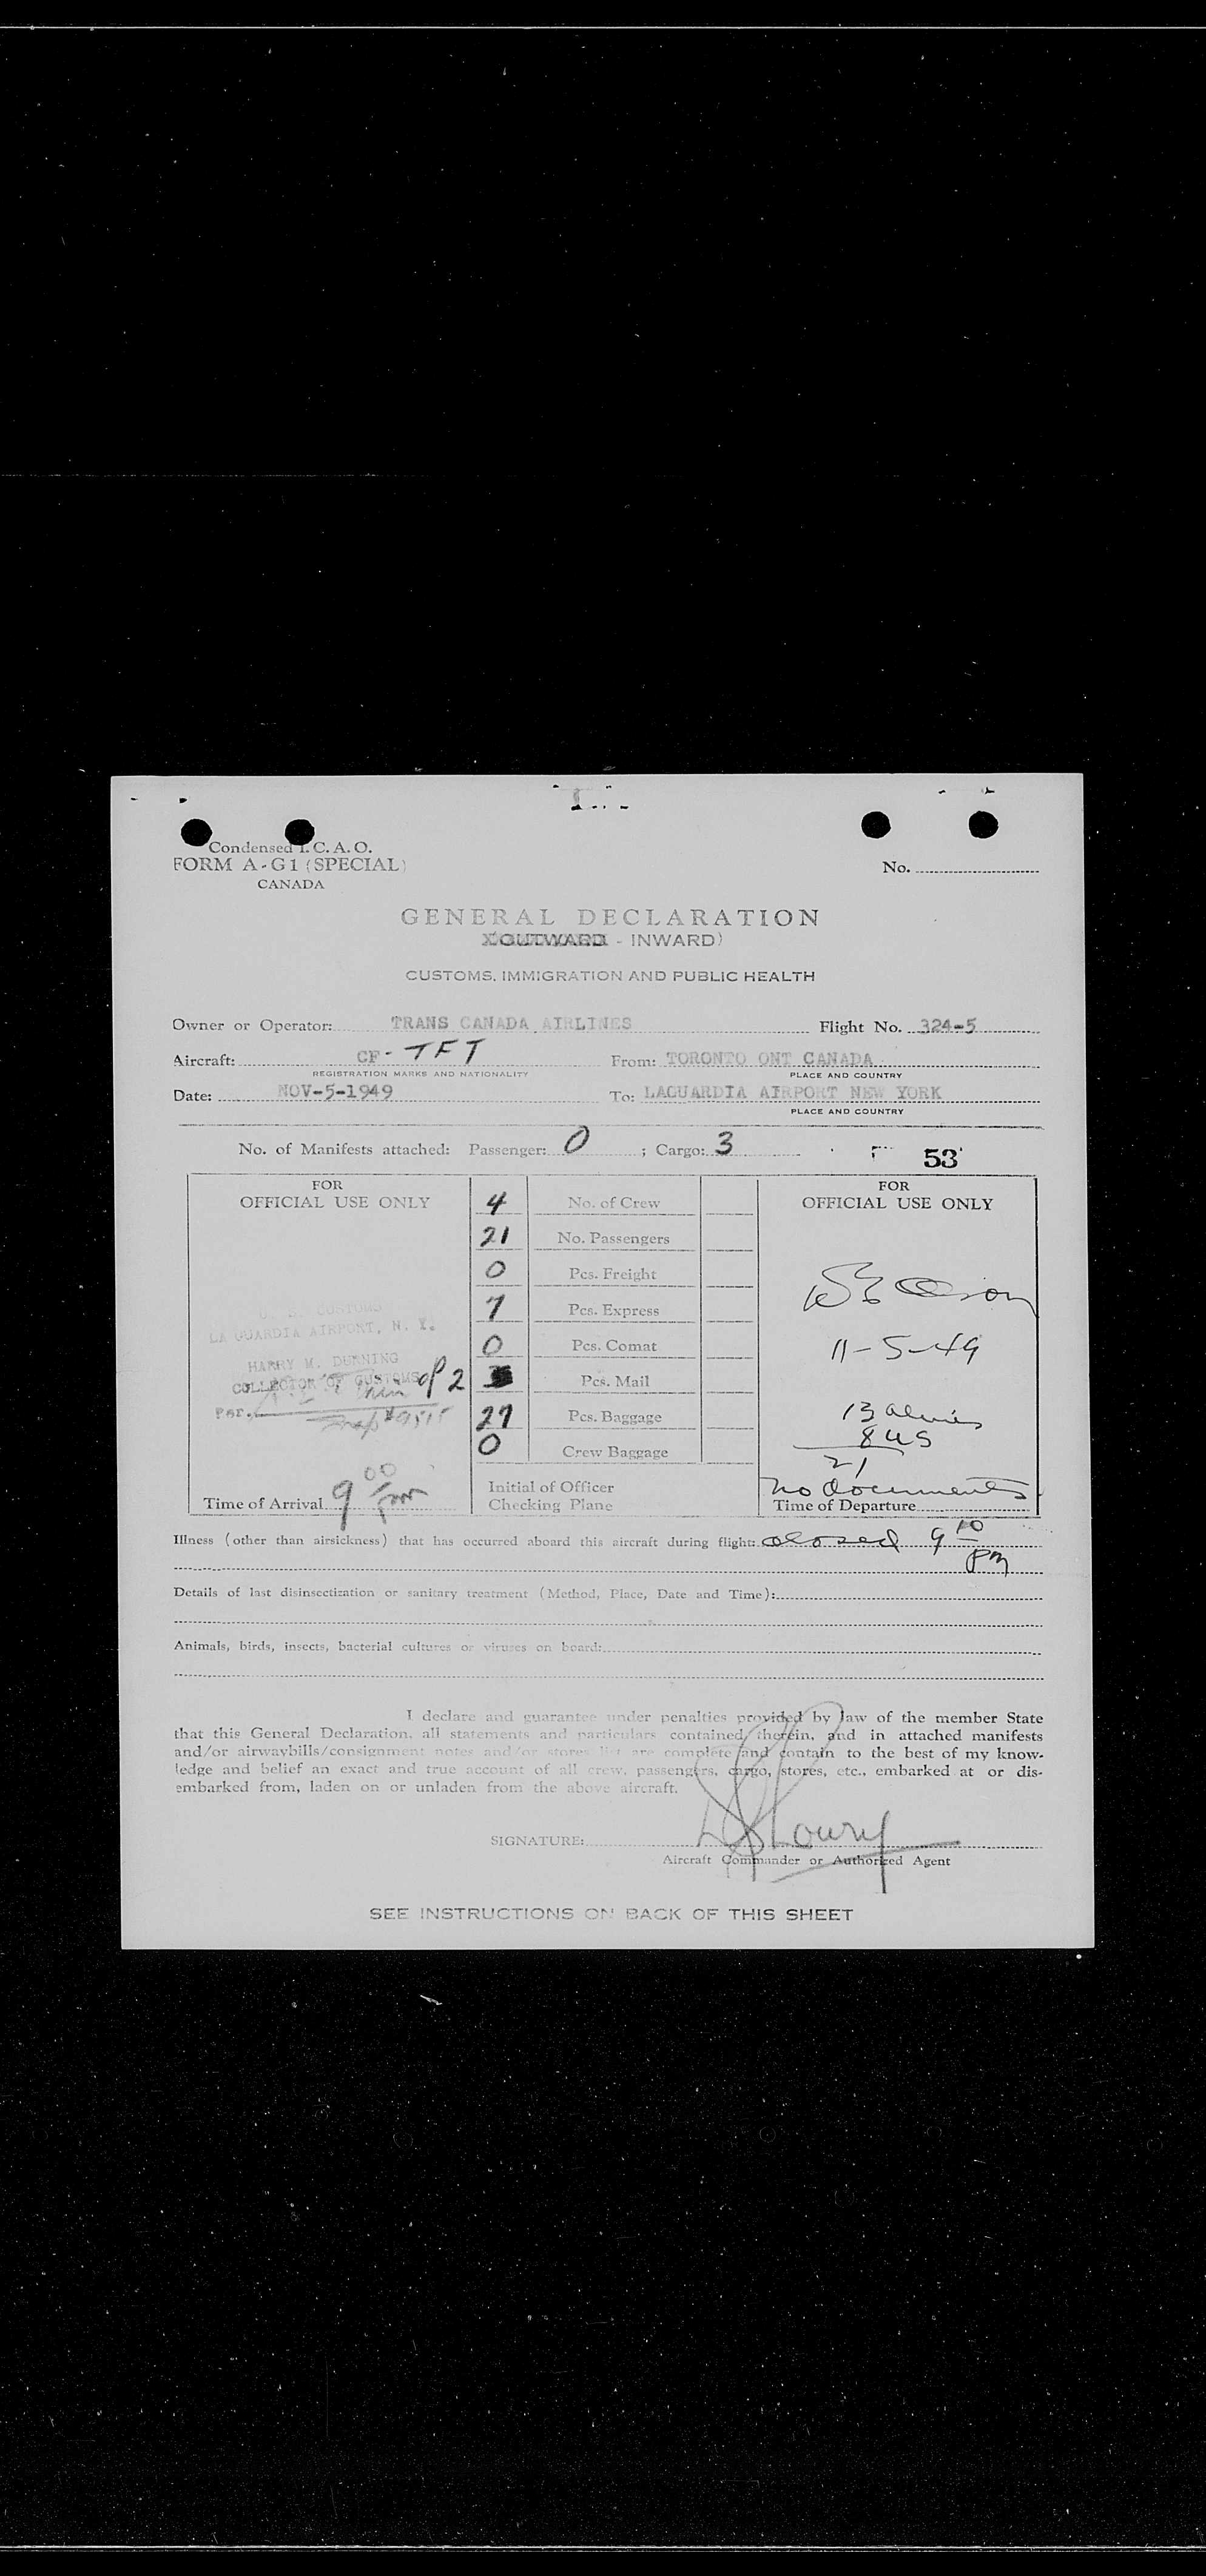 Condensed I.C.A.O.
FORM A-G1 (SPECIAL)
CANADA
No.
GENERAL DECLARATION
(OUTWARD - INWARD)
CUSTOMS, IMMIGRATION AND PUBLIC HEALTH
Owner or Operator: TRANS CANADA AIRLINES Flight No. 324-5
Aircraft: CF-TFT From: TORONTO ONT CANADA
REGISTRATION MARKS AND NATIONALITY PLACE AND COUNTRY
Date: NOV-5-1949 To: LAGUARDIA AIRPORT NEW YORK
PLACE AND COUNTRY
No. of Manifests attached: Passenger: 0 ; Cargo: 3 53
FOR FOR
OFFICIAL USE ONLY 4 No. of Crew OFFICIAL USE ONLY
21 No. Passengers
0 Pcs. Freight
7 Pcs. Express
U. S. CUSTOMS
LA GUARDIA AIRPORT, N. Y.
0 Pcs. Comat 11-5-49
HARRY M. DURNING
COLLECTOR OF CUSTOMS
2 Pcs. Mail
Per.
27 Pcs. Baggage 13 aliens
8 US
0 Crew Baggage
21
9 00 pm Initial of Officer no documents
Time of Arrival Checking Plane Time of Departure
Illness (other than airsickness) that has occurred aboard this aircraft during flight: closed 9 10
pm
Details of last disinsectization or sanitary treatment (Method, Place, Date and Time):
Animals, birds, insects, bacterial cultures or viruses on board:
I declare and guarantee under penalties provided by law of the member State
that this General Declaration, all statements and particulars contained therein, and in attached manifests
and/or airwaybills/consignment notes and/or stores list are complete and contain to the best of my know-
ledge and belief an exact and true account of all crew, passengers, cargo, stores, etc., embarked at or dis-
embarked from, laden on or unladen from the above aircraft.
SIGNATURE: Lowry
Aircraft Commander or Authorized Agent
SEE INSTRUCTIONS ON BACK OF THIS SHEET